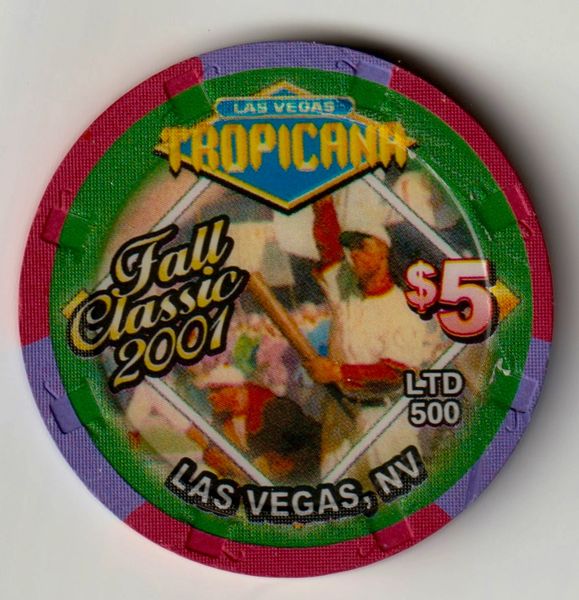 LAS VEGAS
TROPICANA
Fall
Classic
2001
$5
LTD
500
LAS VEGAS, NV